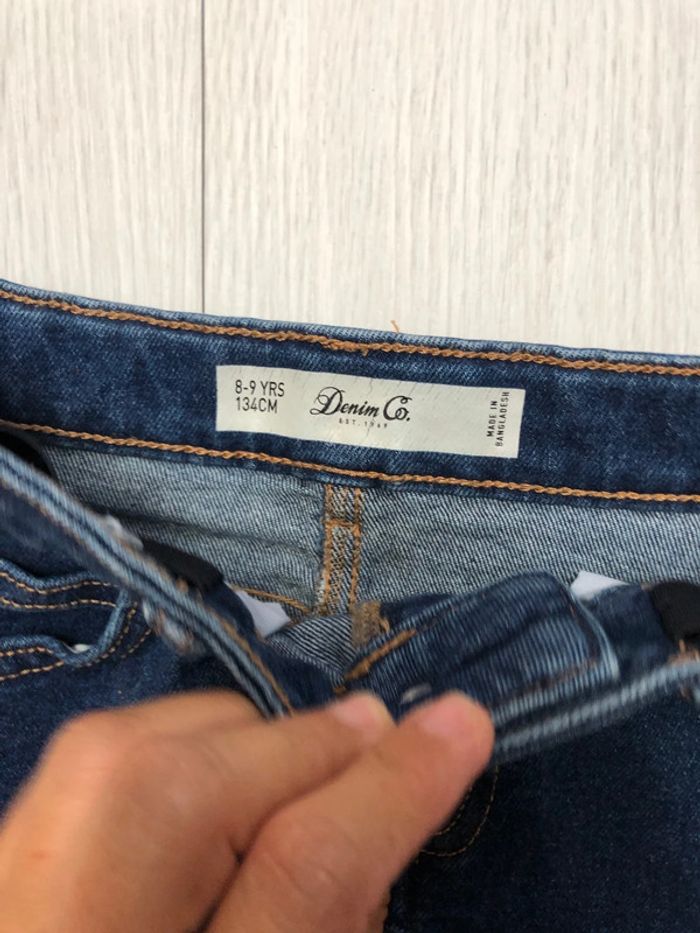 8-9 YRS
134CM
Denim Co.
EST. 1969
MADE IN
BANGLADESH